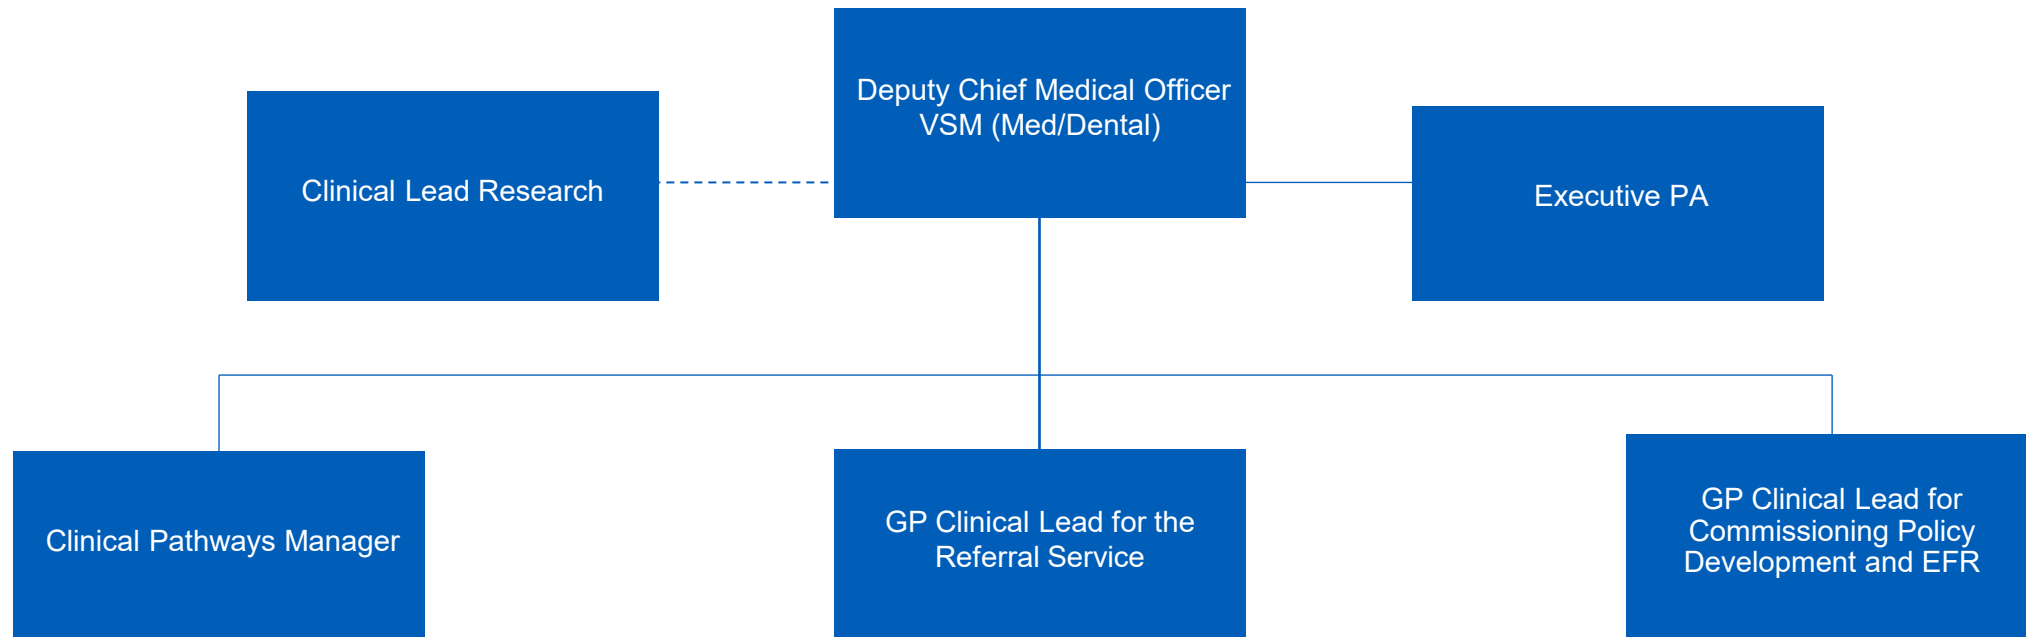 Deputy Chief Medical Officer
VSM (Med/Dental)
Clinical Lead Research
Executive PA
Clinical Pathways Manager
GP Clinical Lead for the
Referral Service
GP Clinical Lead for
Commissioning Policy
Development and EFR